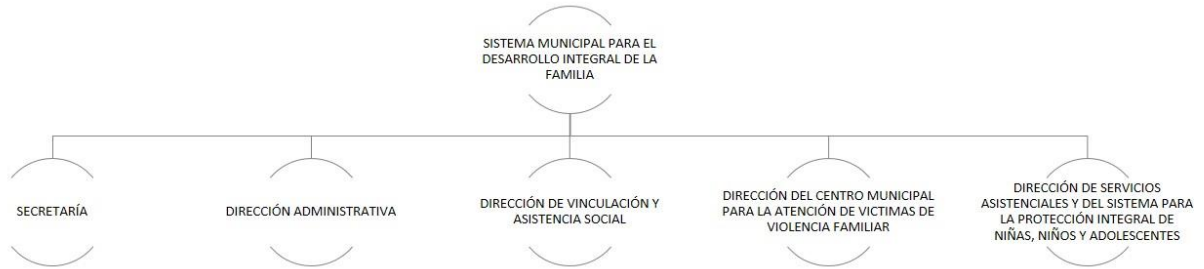 SISTEMA MUNICIPAL PARA EL
DESARROLLO INTEGRAL DE LA
FAMILIA
SECRETARÍA
DIRECCIÓN ADMINISTRATIVA
DIRECCIÓN DE VINCULACIÓN Y
ASISTENCIA SOCIAL
DIRECCIÓN DEL CENTRO MUNICIPAL
PARA LA ATENCIÓN DE VICTIMAS DE
VIOLENCIA FAMILIAR
DIRECCIÓN DE SERVICIOS
ASISTENCIALES Y DEL SISTEMA PARA
LA PROTECCIÓN INTEGRAL DE
NIÑAS, NIÑOS Y ADOLESCENTES